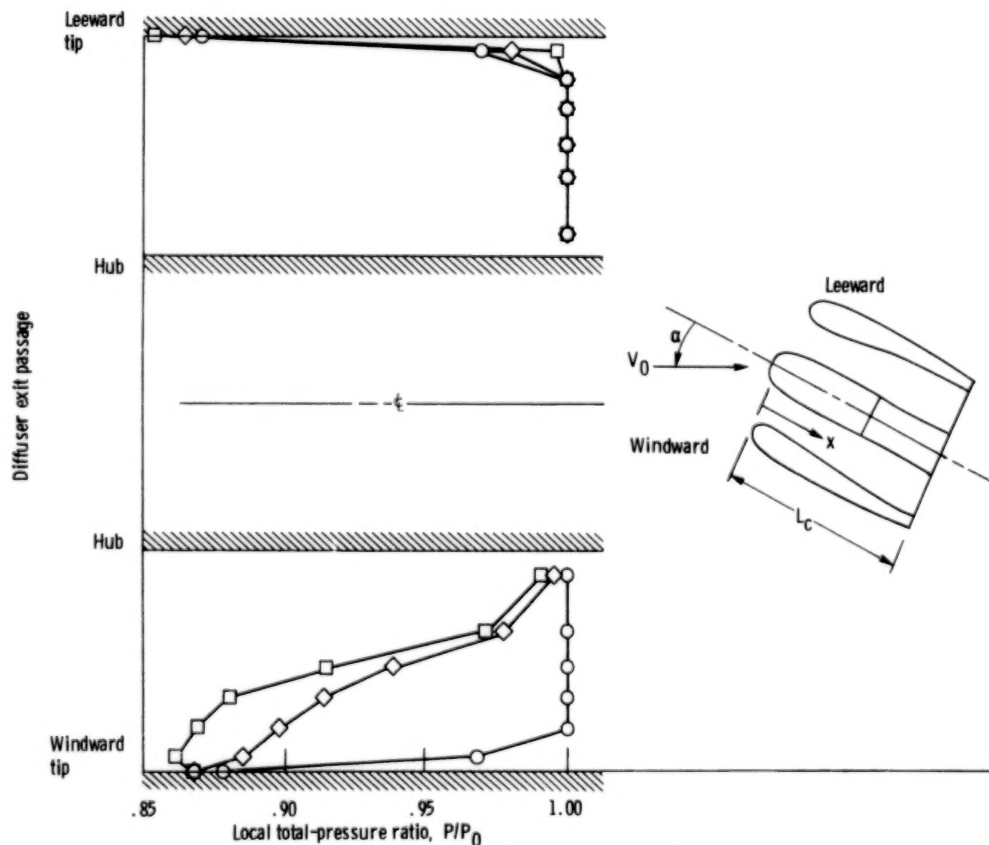 Leeward
tip
Hub
Diffuser exit passage
℄
Hub
Windward
tip
.85
.90
.95
1.00
Local total-pressure ratio, P/P0
Leeward
α
V0
x
Windward
Lc